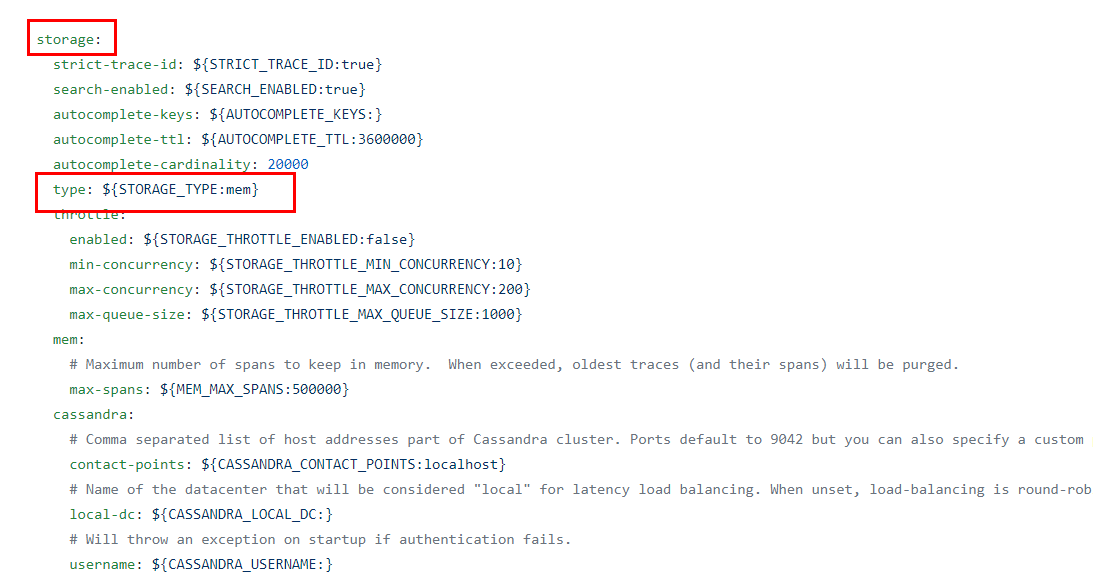 storage:
  strict-trace-id: ${STRICT_TRACE_ID:true}
  search-enabled: ${SEARCH_ENABLED:true}
  autocomplete-keys: ${AUTOCOMPLETE_KEYS:}
  autocomplete-ttl: ${AUTOCOMPLETE_TTL:3600000}
  autocomplete-cardinality: 20000
  type: ${STORAGE_TYPE:mem}
  throttle:
    enabled: ${STORAGE_THROTTLE_ENABLED:false}
    min-concurrency: ${STORAGE_THROTTLE_MIN_CONCURRENCY:10}
    max-concurrency: ${STORAGE_THROTTLE_MAX_CONCURRENCY:200}
    max-queue-size: ${STORAGE_THROTTLE_MAX_QUEUE_SIZE:1000}
  mem:
    # Maximum number of spans to keep in memory.  When exceeded, oldest traces (and their spans) will be purged.
    max-spans: ${MEM_MAX_SPANS:500000}
  cassandra:
    # Comma separated list of host addresses part of Cassandra cluster. Ports default to 9042 but you can also specify a custom
    contact-points: ${CASSANDRA_CONTACT_POINTS:localhost}
    # Name of the datacenter that will be considered "local" for latency load balancing. When unset, load-balancing is round-rob
    local-dc: ${CASSANDRA_LOCAL_DC:}
    # Will throw an exception on startup if authentication fails.
    username: ${CASSANDRA_USERNAME:}